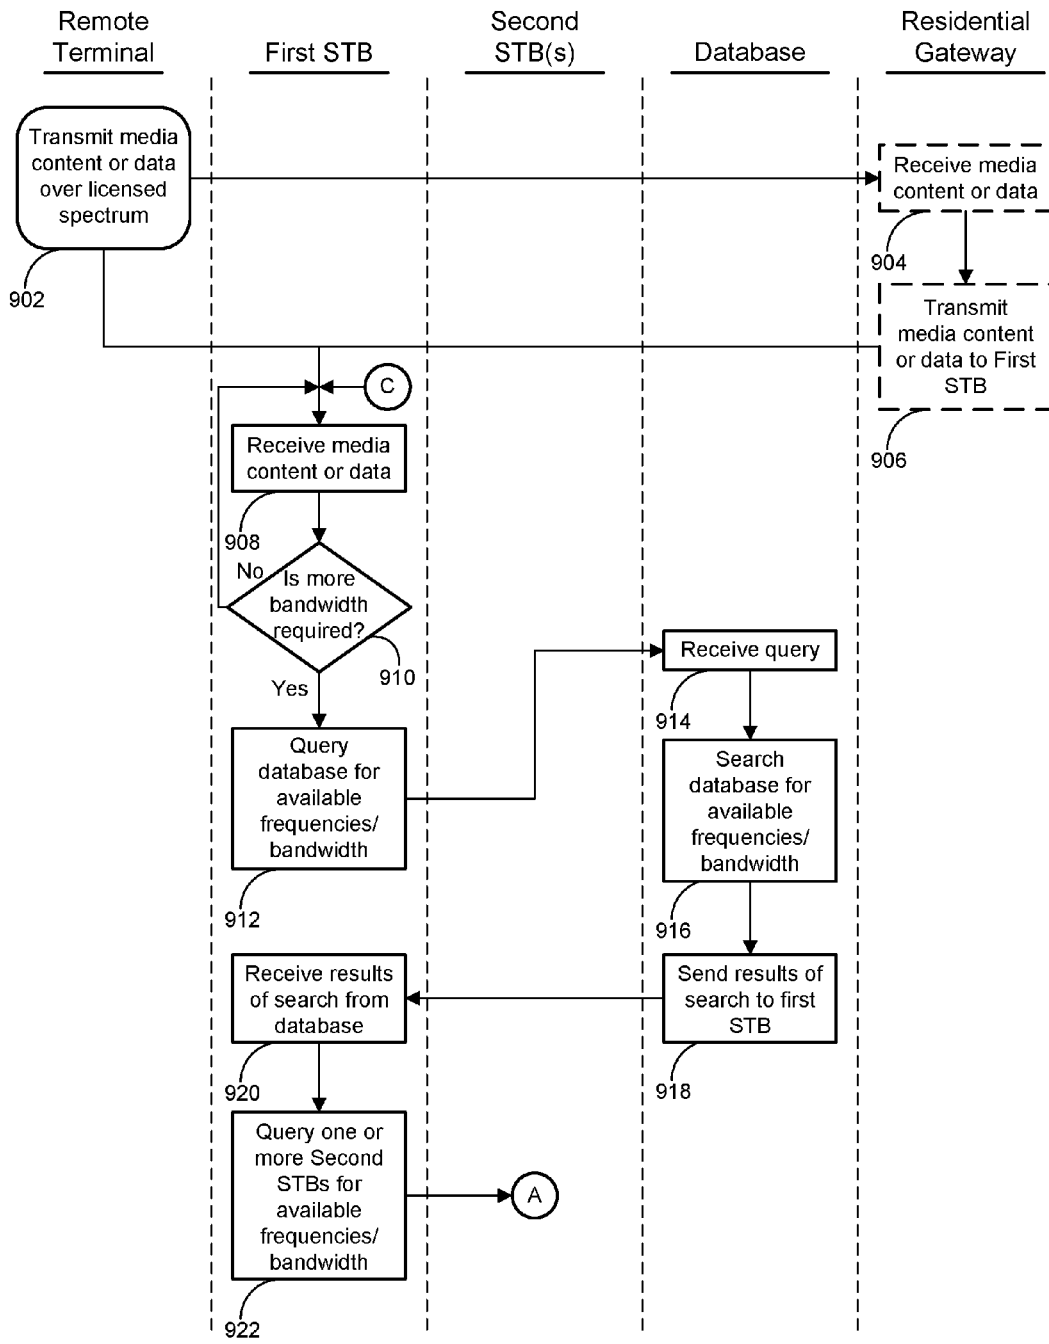 Remote
Terminal
First STB
Second
STB(s)
Database
Residential
Gateway
Transmit media
content or data
over licensed
spectrum
902
Receive media
content or data
904
Transmit
media content
or data to First
STB
906
C
Receive media
content or data
908
No
Is more
bandwidth
required?
910
Yes
Receive query
914
Query
database for
available
frequencies/
bandwidth
912
Search
database for
available
frequencies/
bandwidth
916
Receive results
of search from
database
920
Send results of
search to first
STB
918
Query one or
more Second
STBs for
available
frequencies/
bandwidth
922
A